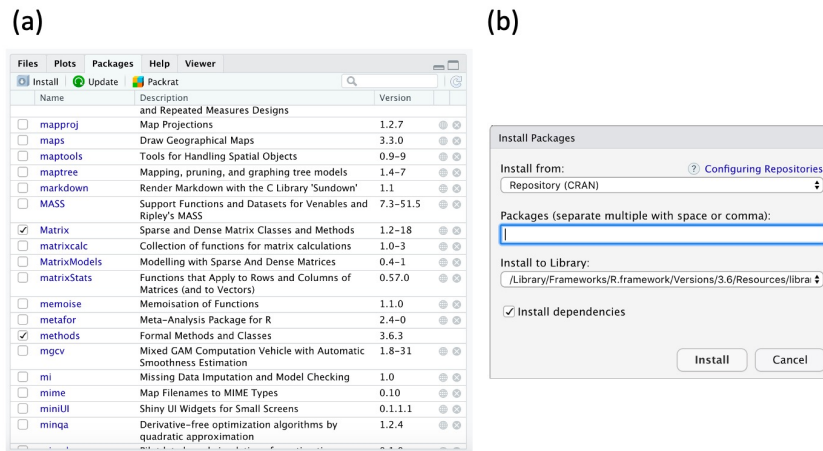 (a)
(b)
Files Plots Packages Help Viewer
Install Update Packrat
Name Description Version
and Repeated Measures Designs
mapproj Map Projections 1.2.7
maps Draw Geographical Maps 3.3.0
maptools Tools for Handling Spatial Objects 0.9-9
maptree Mapping, pruning, and graphing tree models 1.4-7
markdown Render Markdown with the C Library 'Sundown' 1.1
MASS Support Functions and Datasets for Venables and 7.3-51.5
Ripley's MASS
Matrix Sparse and Dense Matrix Classes and Methods 1.2-18
matrixcalc Collection of functions for matrix calculations 1.0-3
MatrixModels Modelling with Sparse And Dense Matrices 0.4-1
matrixStats Functions that Apply to Rows and Columns of 0.57.0
Matrices (and to Vectors)
memoise Memoisation of Functions 1.1.0
metafor Meta-Analysis Package for R 2.4-0
methods Formal Methods and Classes 3.6.3
mgcv Mixed GAM Computation Vehicle with Automatic 1.8-31
Smoothness Estimation
mi Missing Data Imputation and Model Checking 1.0
mime Map Filenames to MIME Types 0.10
miniUI Shiny UI Widgets for Small Screens 0.1.1.1
minqa Derivative-free optimization algorithms by 1.2.4
quadratic approximation
Install Packages
Install from: ? Configuring Repositories
Repository (CRAN)
Packages (separate multiple with space or comma):
Install to Library:
/Library/Frameworks/R.framework/Versions/3.6/Resources/librar
Install dependencies
Install Cancel